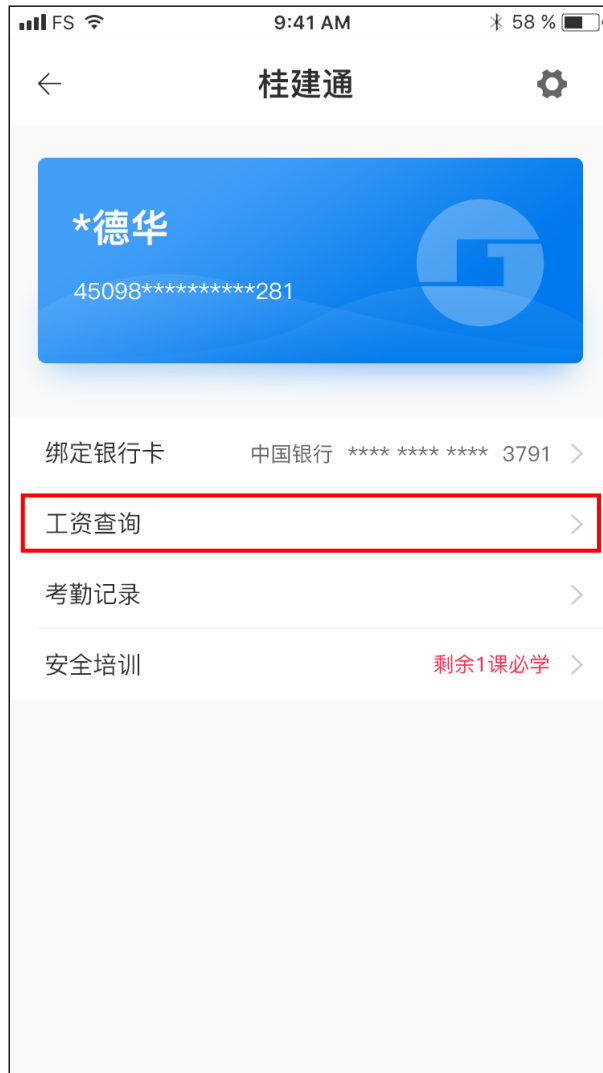 FS 9:41 AM 58 %
桂建通
*德华
45098**********281
绑定银行卡 中国银行 **** **** **** 3791
工资查询
考勤记录
安全培训 剩余1课必学